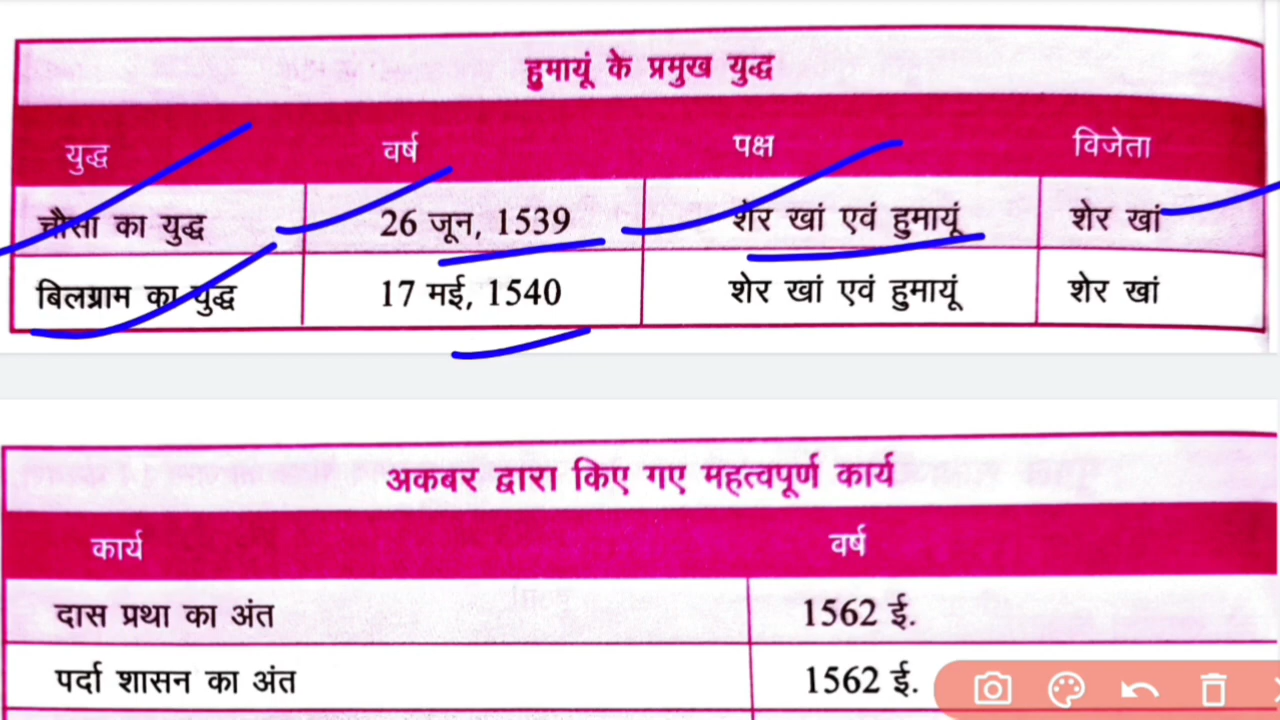 हुमायूं के प्रमुख युद्ध
युद्ध वर्ष पक्ष विजेता
चौसा का युद्ध 26 जून, 1539 शेर खां एवं हुमायूं शेर खां
बिलग्राम का युद्ध 17 मई, 1540 शेर खां एवं हुमायूं शेर खां
अकबर द्वारा किए गए महत्वपूर्ण कार्य
कार्य वर्ष
दास प्रथा का अंत 1562 ई.
पर्दा शासन का अंत 1562 ई.